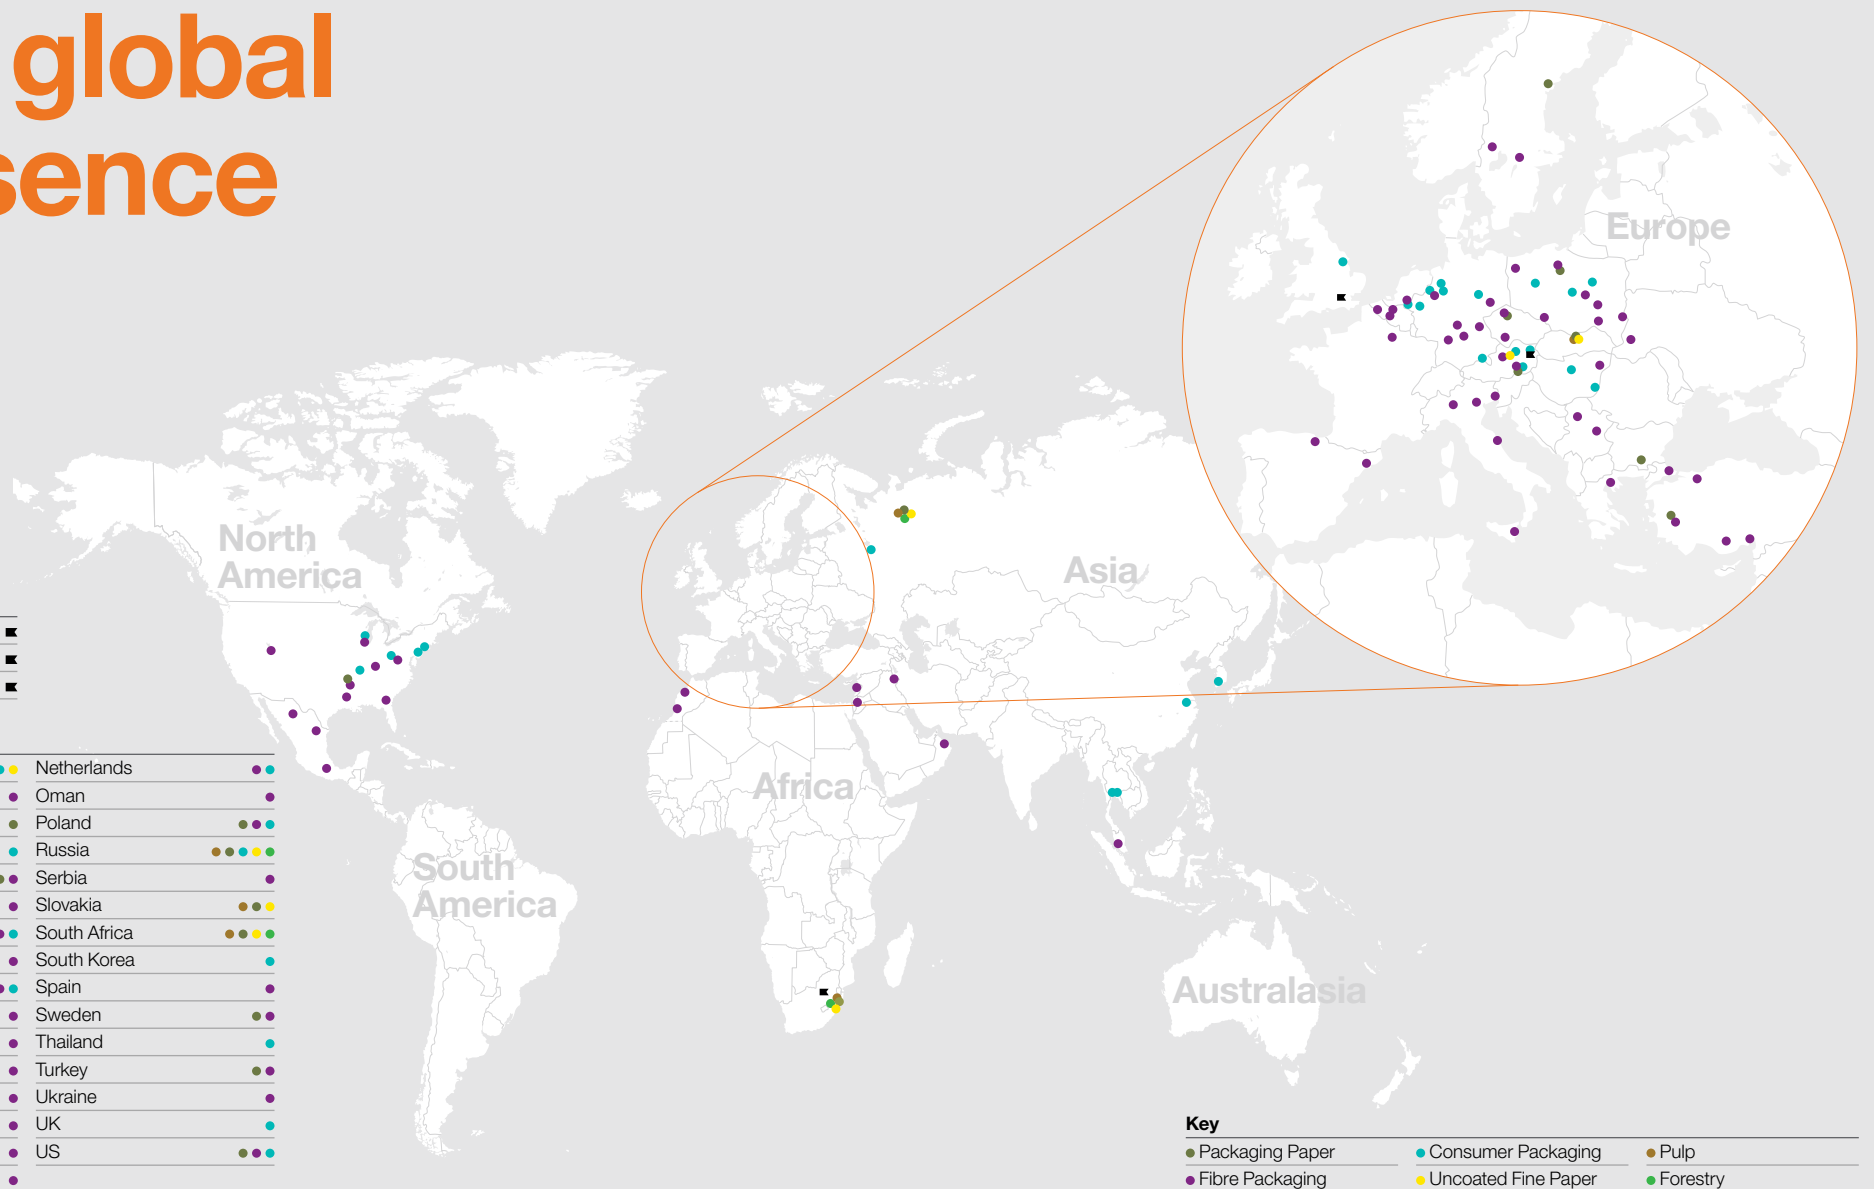 global
sence
Europe
North
America
Asia
Africa
South
America
Australasia
Netherlands
Oman
Poland
Russia
Serbia
Slovakia
South Africa
South Korea
Spain
Sweden
Thailand
Turkey
Ukraine
UK
US
Key
Packaging Paper
Consumer Packaging
Pulp
Fibre Packaging
Uncoated Fine Paper
Forestry